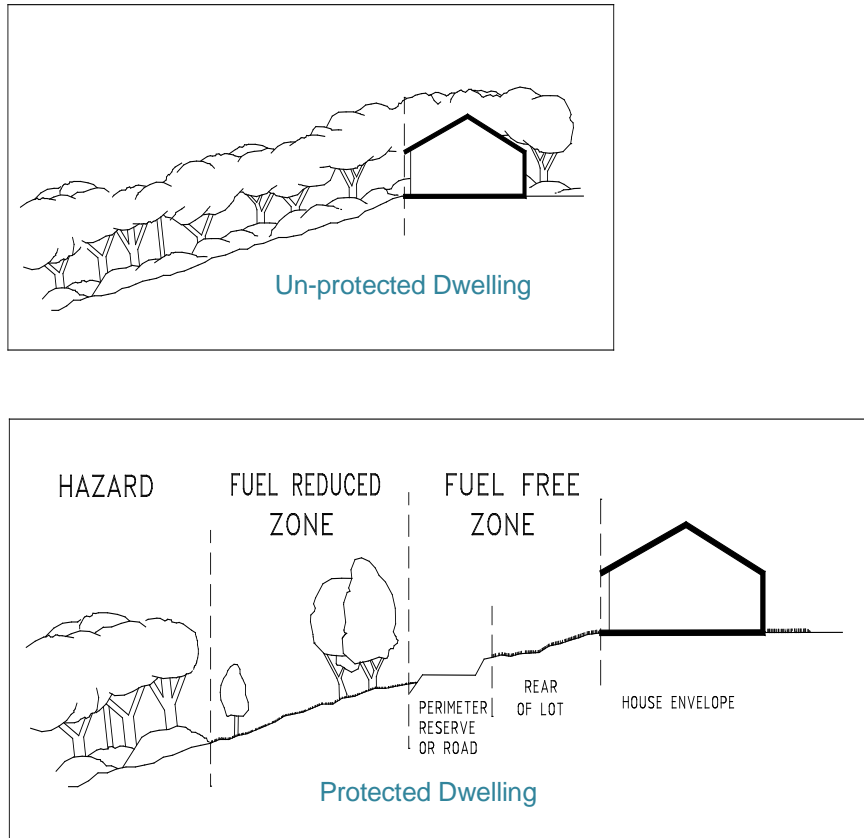 Un-protected Dwelling
HAZARD
FUEL REDUCED
ZONE
FUEL FREE
ZONE
PERIMETER
RESERVE
OR ROAD
REAR
OF LOT
HOUSE ENVELOPE
Protected Dwelling